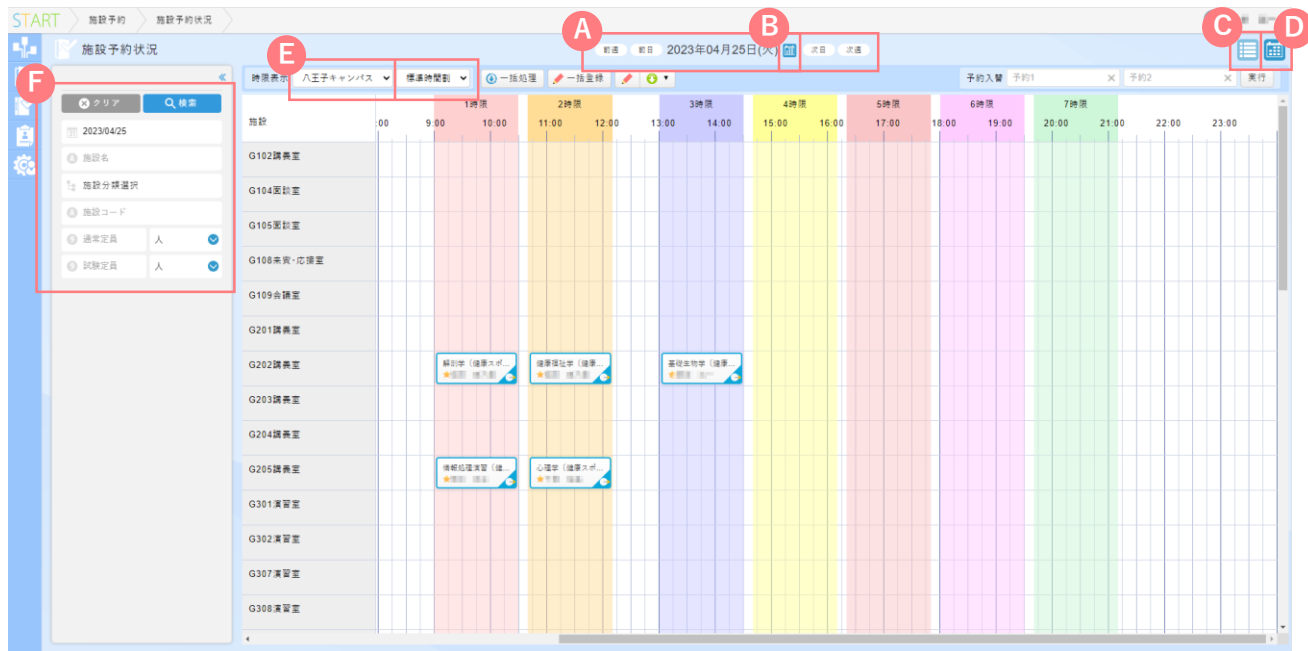 START 施設予約 施設予約状況
C D
A B
施設予約状況
前週 前日 2023年04月25日(火) 次日 次週
E
F
時限表示 八王子キャンパス 標準時間割 一括処理 一括登録 予約入替 予約1 × 予約2 × 実行
クリア 検索
2023/04/25
施設名
施設分類選択
施設コード
通常定員 人
試験定員 人
1時限 2時限 3時限 4時限 5時限 6時限 7時限
施設 :00 9:00 10:00 11:00 12:00 13:00 14:00 15:00 16:00 17:00 18:00 19:00 20:00 21:00 22:00 23:00
G102講義室
G104面談室
G105面談室
G108来賓・応接室
G109会議室
G201講義室
G202講義室
解剖学（健康スポ...
健康福祉学（健康...
基礎生物学（健康...
G203講義室
G204講義室
G205講義室
情報処理演習（健...
心理学（健康スポ...
G301演習室
G302演習室
G307演習室
G308演習室